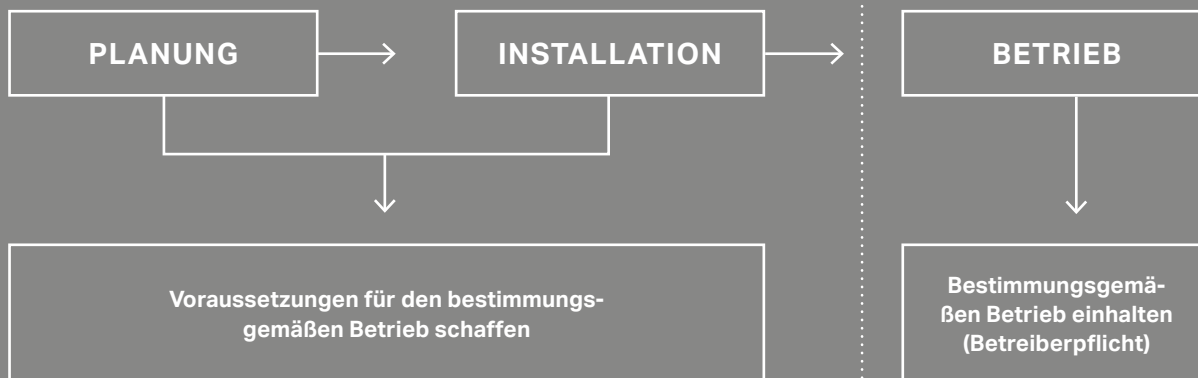 PLANUNG
INSTALLATION
BETRIEB
Voraussetzungen für den bestimmungs-
gemäßen Betrieb schaffen
Bestimmungsgemä-
ßen Betrieb einhalten
(Betreiberpflicht)